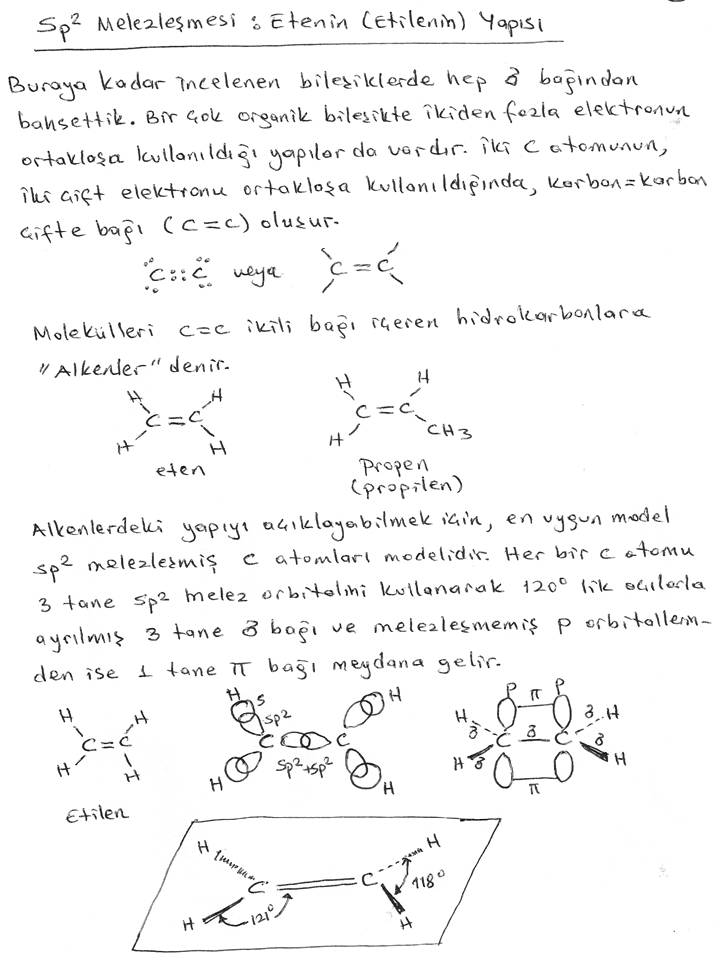 Sp² Melezleşmesi : Etenin (Etilenin) Yapısı
Buraya kadar incelenen bileşiklerde hep δ bağından
bahsettik. Bir çok organik bileşikte ikiden fazla elektronun
ortaklaşa kullanıldığı yapılar da vardır. İki C atomunun,
iki çift elektronu ortaklaşa kullanıldığında, karbon=karbon
çifte bağı (C=C) oluşur.
C::C veya C=C
Molekülleri C=C ikili bağı içeren hidrokarbonlara
"Alkenler" denir.
H H H H
C=C C=C
H H H CH3
eten Propen
(propilen)
Alkenlerdeki yapıyı açıklayabilmek için, en uygun model
sp² melezleşmiş C atomları modelidir. Her bir C atomu
3 tane sp² melez orbitalini kullanarak 120° lik açılarla
ayrılmış 3 tane δ bağı ve melezleşmemiş p orbitallerin-
den ise 1 tane π bağı meydana gelir.
H H H S H P π P
sp² H δ δ H
C=C C C C δ C
H H sp²+sp² H δ δ H
H H π
Etilen
H H
C C 118°
H 121° H